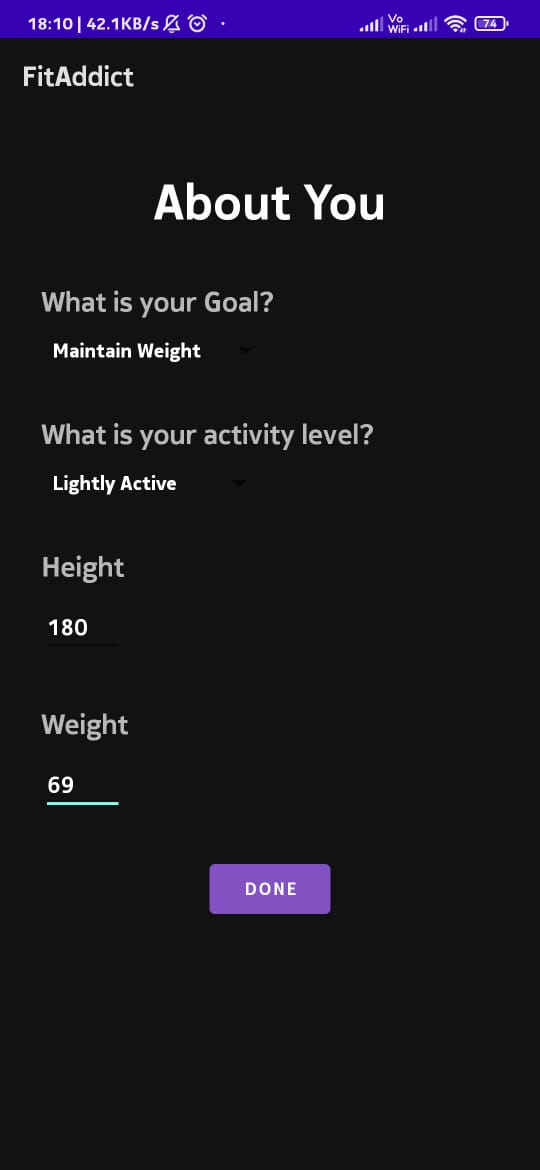 18:10 | 42.1KB/s
Vo
WiFi
74
FitAddict
About You
What is your Goal?
Maintain Weight
What is your activity level?
Lightly Active
Height
180
Weight
69
DONE